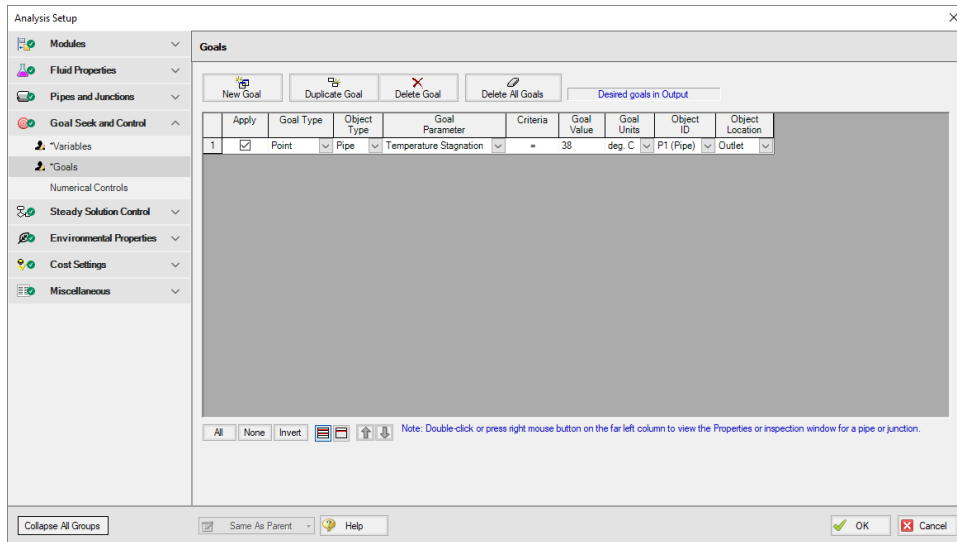 Analysis Setup
Modules
Fluid Properties
Pipes and Junctions
Goal Seek and Control
*Variables
*Goals
Numerical Controls
Steady Solution Control
Environmental Properties
Cost Settings
Miscellaneous
Goals
New Goal Duplicate Goal Delete Goal Delete All Goals Desired goals in Output
Apply Goal Type Object Type Goal Parameter Criteria Goal Value Goal Units Object ID Object Location
1 Point Pipe Temperature Stagnation = 38 deg. C P1 (Pipe) Outlet
All None Invert Note: Double-click or press right mouse button on the far left column to view the Properties or inspection window for a pipe or junction.
Collapse All Groups Same As Parent Help OK Cancel